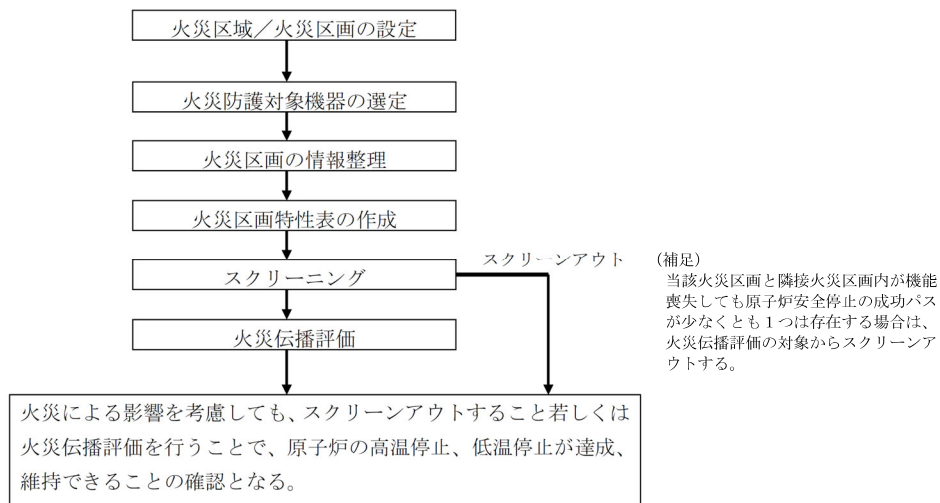 火災区域／火災区画の設定
火災防護対象機器の選定
火災区画の情報整理
火災区画特性表の作成
スクリーニング
スクリーンアウト
（補足）
当該火災区画と隣接火災区画内が機能
喪失しても原子炉安全停止の成功パス
が少なくとも１つは存在する場合は、
火災伝播評価の対象からスクリーンア
ウトする。
火災伝播評価
火災による影響を考慮しても、スクリーンアウトすること若しくは
火災伝播評価を行うことで、原子炉の高温停止、低温停止が達成、
維持できることの確認となる。